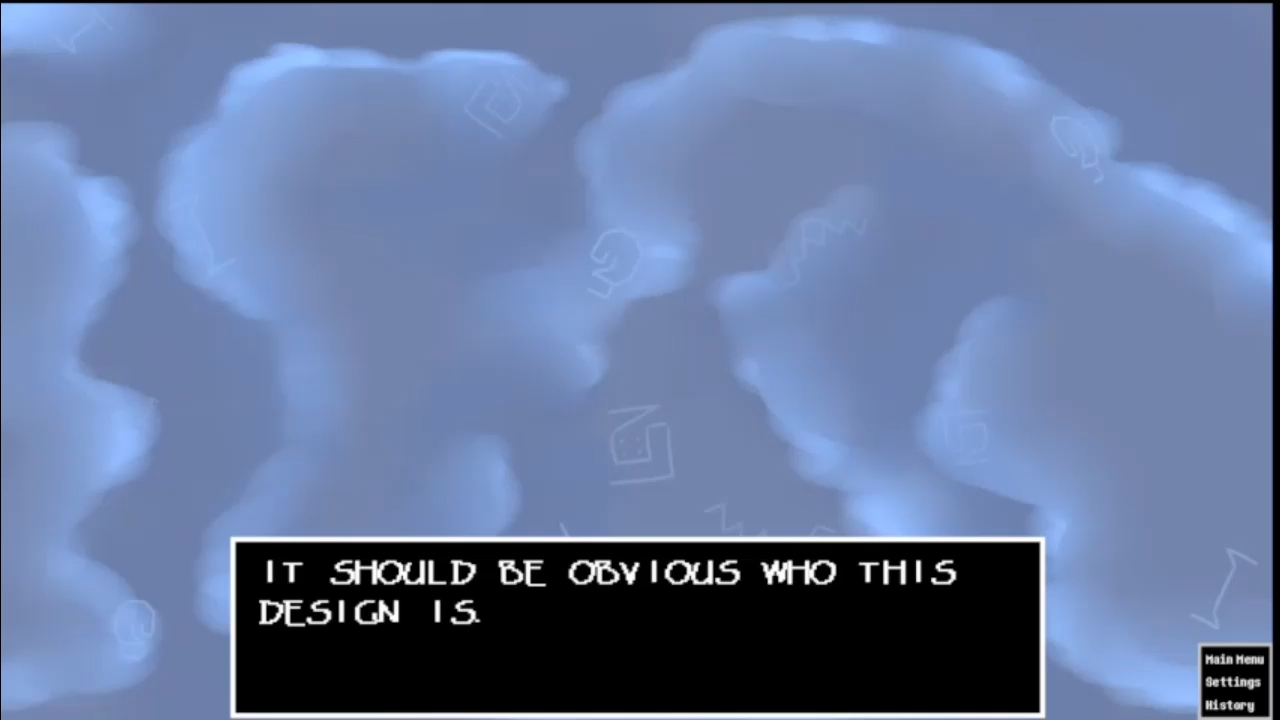 IT SHOULD BE OBVIOUS WHO THIS
DESIGN IS.
Main Menu
Settings
History